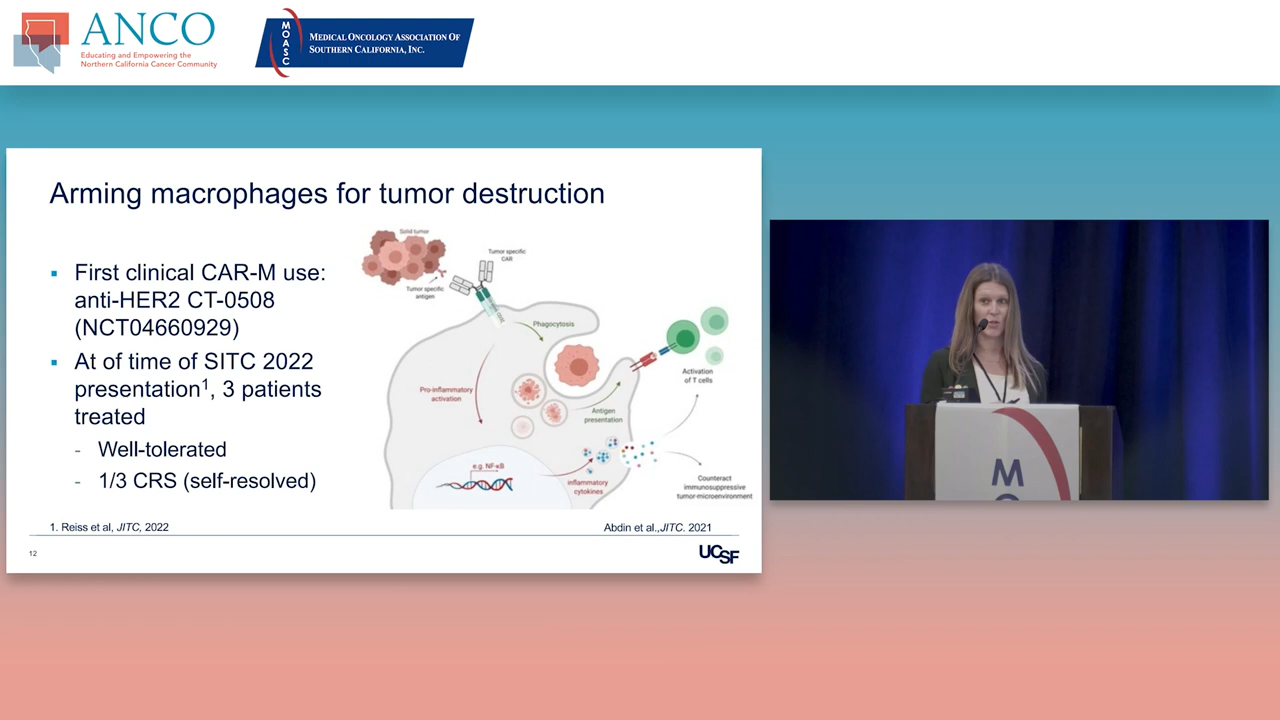 ANCO
Educating and Empowering the
Northern California Cancer Community
MOASC
MEDICAL ONCOLOGY ASSOCIATION OF
SOUTHERN CALIFORNIA, INC.
Arming macrophages for tumor destruction
▪ First clinical CAR-M use:
anti-HER2 CT-0508
(NCT04660929)
▪ At of time of SITC 2022
presentation1, 3 patients
treated
- Well-tolerated
- 1/3 CRS (self-resolved)
Solid tumor
Tumor specific
CAR
Tumor specific
antigen
Phagocytosis
Pro-inflammatory
activation
Antigen
presentation
Activation
of T cells
e.g. NF-κB
inflammatory
cytokines
Counteract
immunosuppressive
tumor-microenvironment
1. Reiss et al, JITC, 2022
Abdin et al.,JITC. 2021
12
UCSF
M